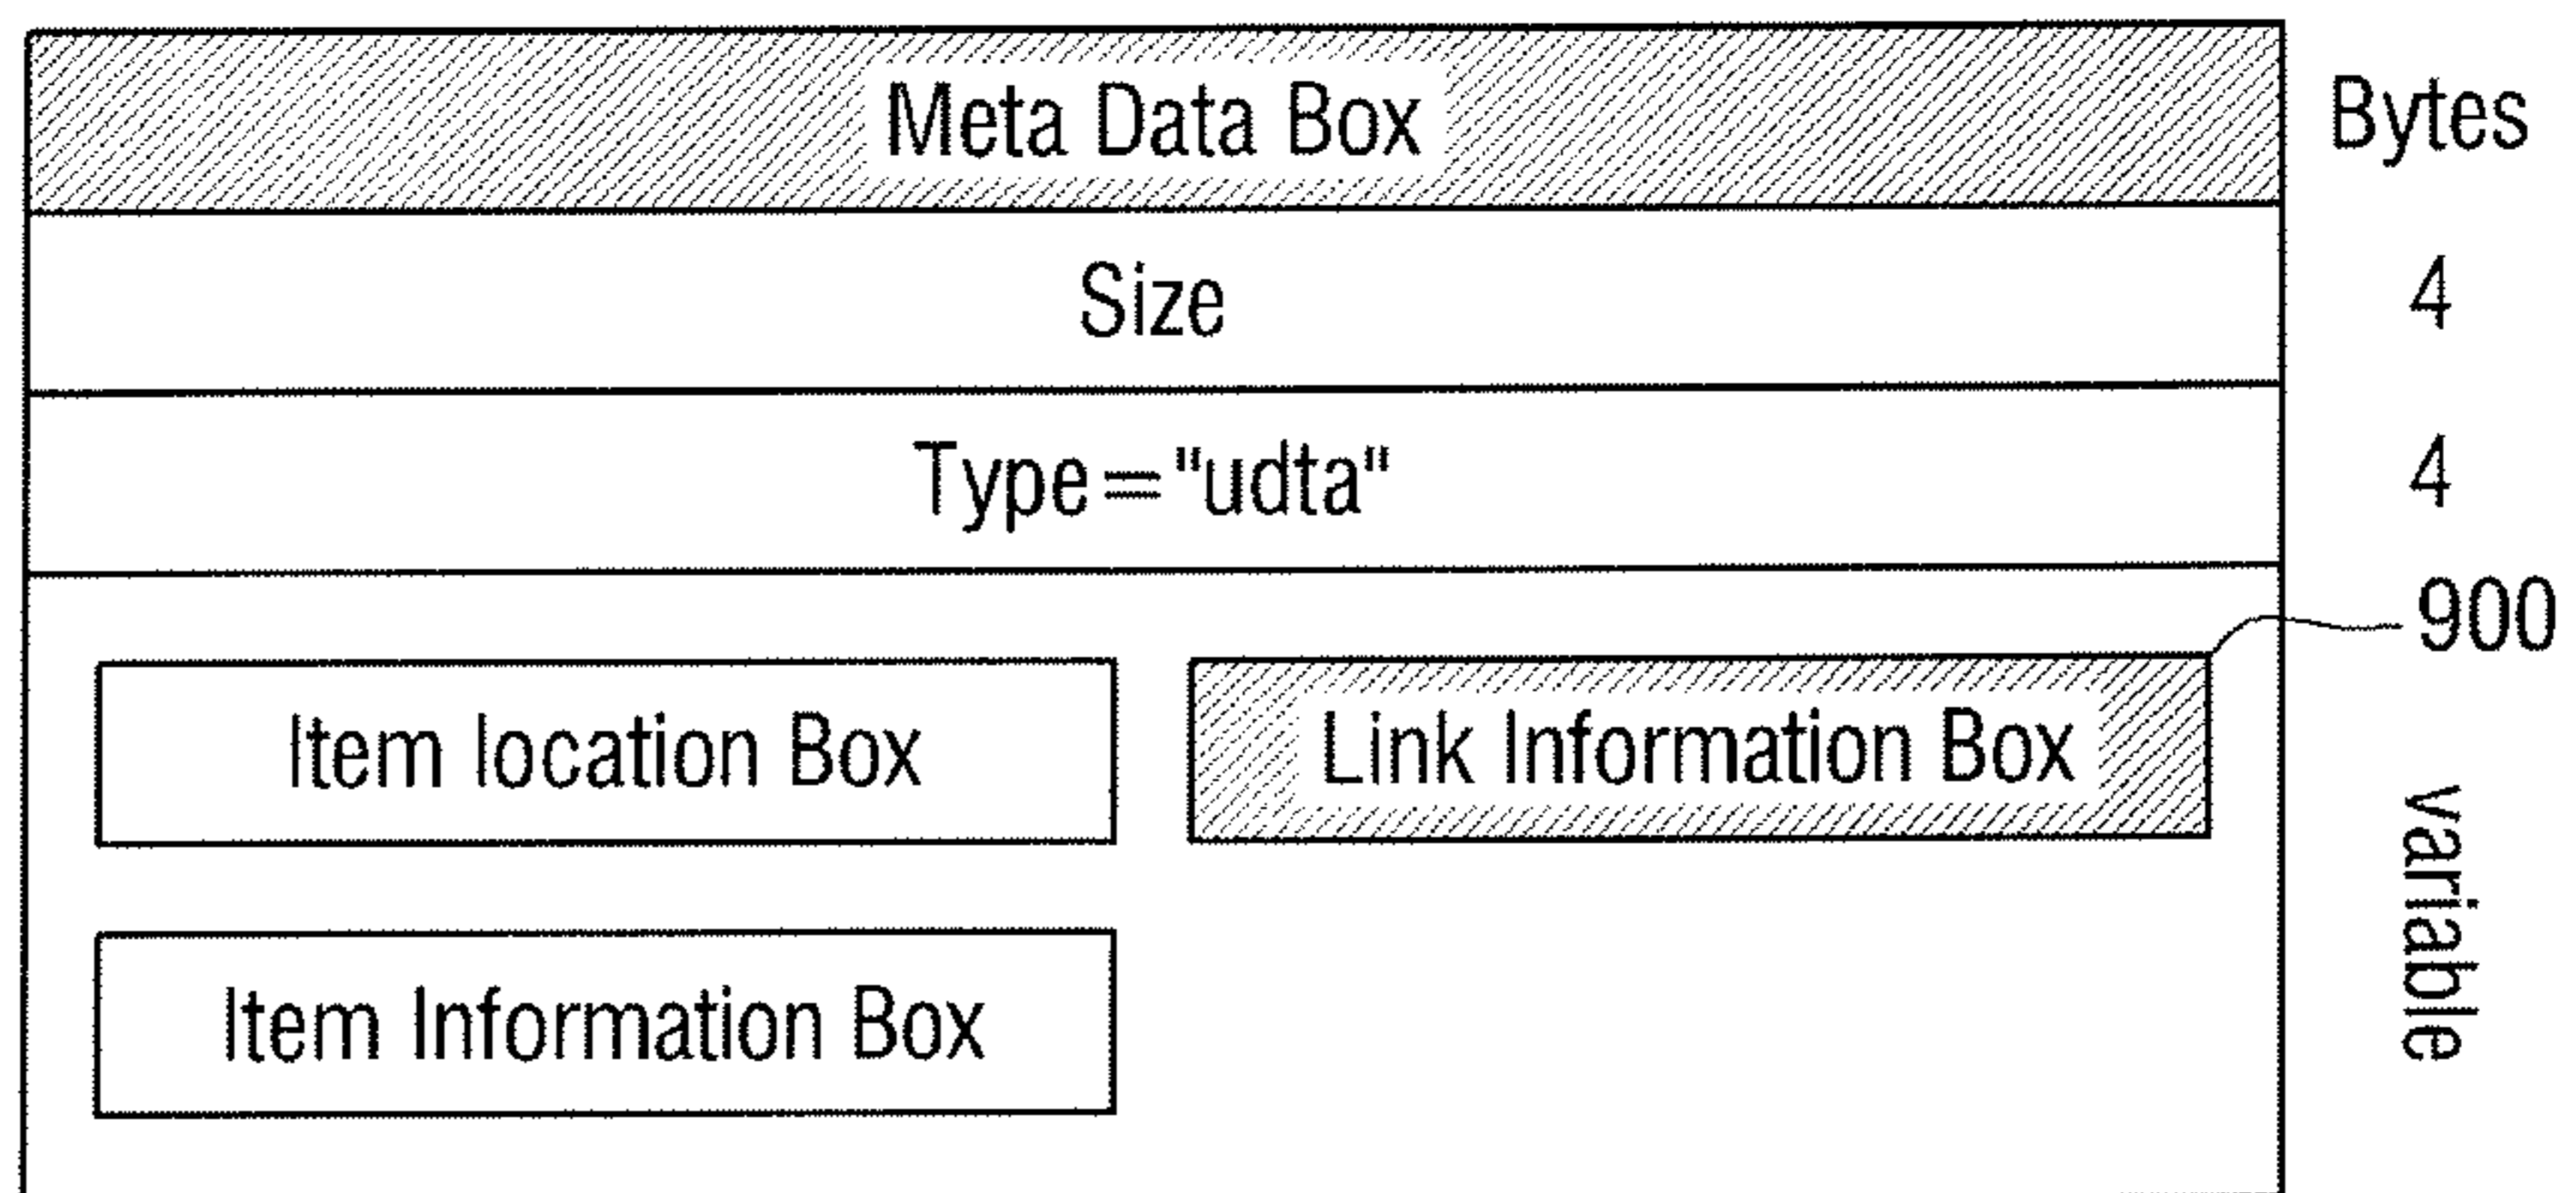 Meta Data Box Bytes
Size 4
Type="udta" 4
900
Item location Box Link Information Box
variable
Item Information Box